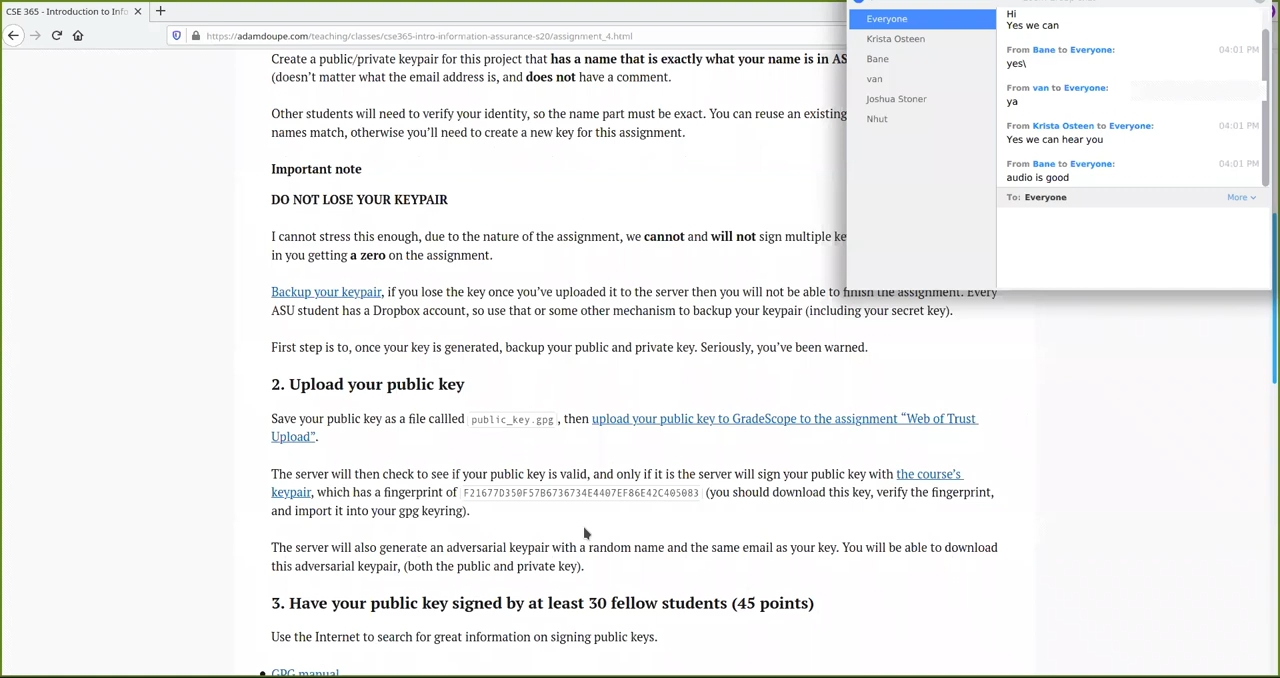 CSE 365 - Introduction to Info
https://adamdoupe.com/teaching/classes/cse365-intro-information-assurance-s20/assignment_4.html
Create a public/private keypair for this project that has a name that is exactly what your name is in AS
(doesn't matter what the email address is, and does not have a comment.
Other students will need to verify your identity, so the name part must be exact. You can reuse an existing
names match, otherwise you'll need to create a new key for this assignment.
Important note
DO NOT LOSE YOUR KEYPAIR
I cannot stress this enough, due to the nature of the assignment, we cannot and will not sign multiple ke
in you getting a zero on the assignment.
Backup your keypair, if you lose the key once you've uploaded it to the server then you will not be able to finish the assignment. Every
ASU student has a Dropbox account, so use that or some other mechanism to backup your keypair (including your secret key).
First step is to, once your key is generated, backup your public and private key. Seriously, you've been warned.
2. Upload your public key
Save your public key as a file callled public_key.gpg, then upload your public key to GradeScope to the assignment "Web of Trust
Upload".
The server will then check to see if your public key is valid, and only if it is the server will sign your public key with the course's
keypair, which has a fingerprint of F21677D350F57B6736734E4407EF86E42C405083 (you should download this key, verify the fingerprint,
and import it into your gpg keyring).
The server will also generate an adversarial keypair with a random name and the same email as your key. You will be able to download
this adversarial keypair, (both the public and private key).
3. Have your public key signed by at least 30 fellow students (45 points)
Use the Internet to search for great information on signing public keys.
GPG manual
Everyone
Krista Osteen
Bane
van
Joshua Stoner
Nhut
Hi
Yes we can
From Bane to Everyone: 04:01 PM
yes\
From van to Everyone:
ya
From Krista Osteen to Everyone: 04:01 PM
Yes we can hear you
From Bane to Everyone: 04:01 PM
audio is good
To: Everyone More